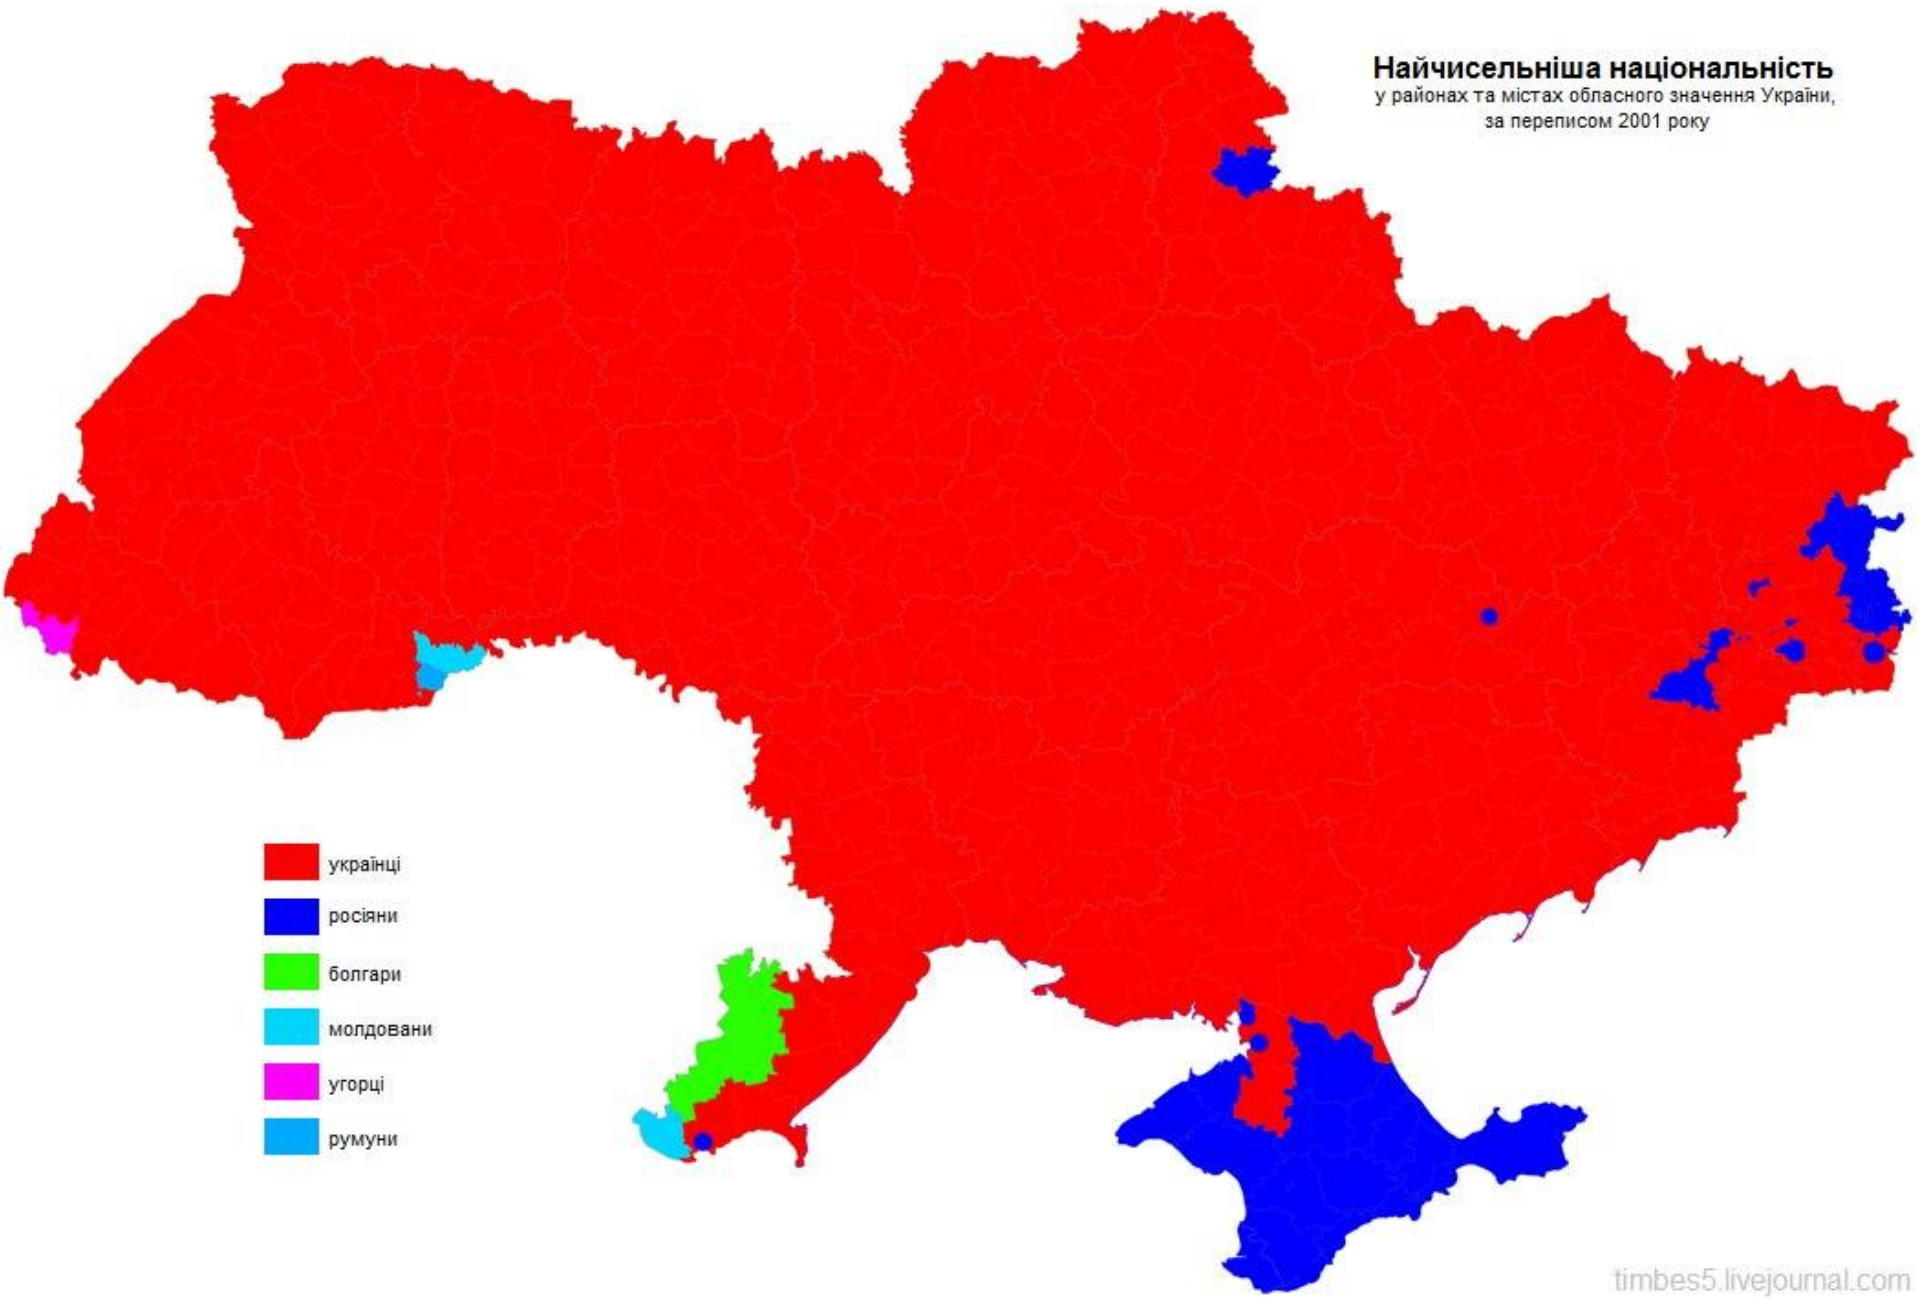 Найчисельніша національність
у районах та містах обласного значення України,
за переписом 2001 року
українці
росіяни
болгари
молдовани
угорці
румуни
timbes5.livejournal.com